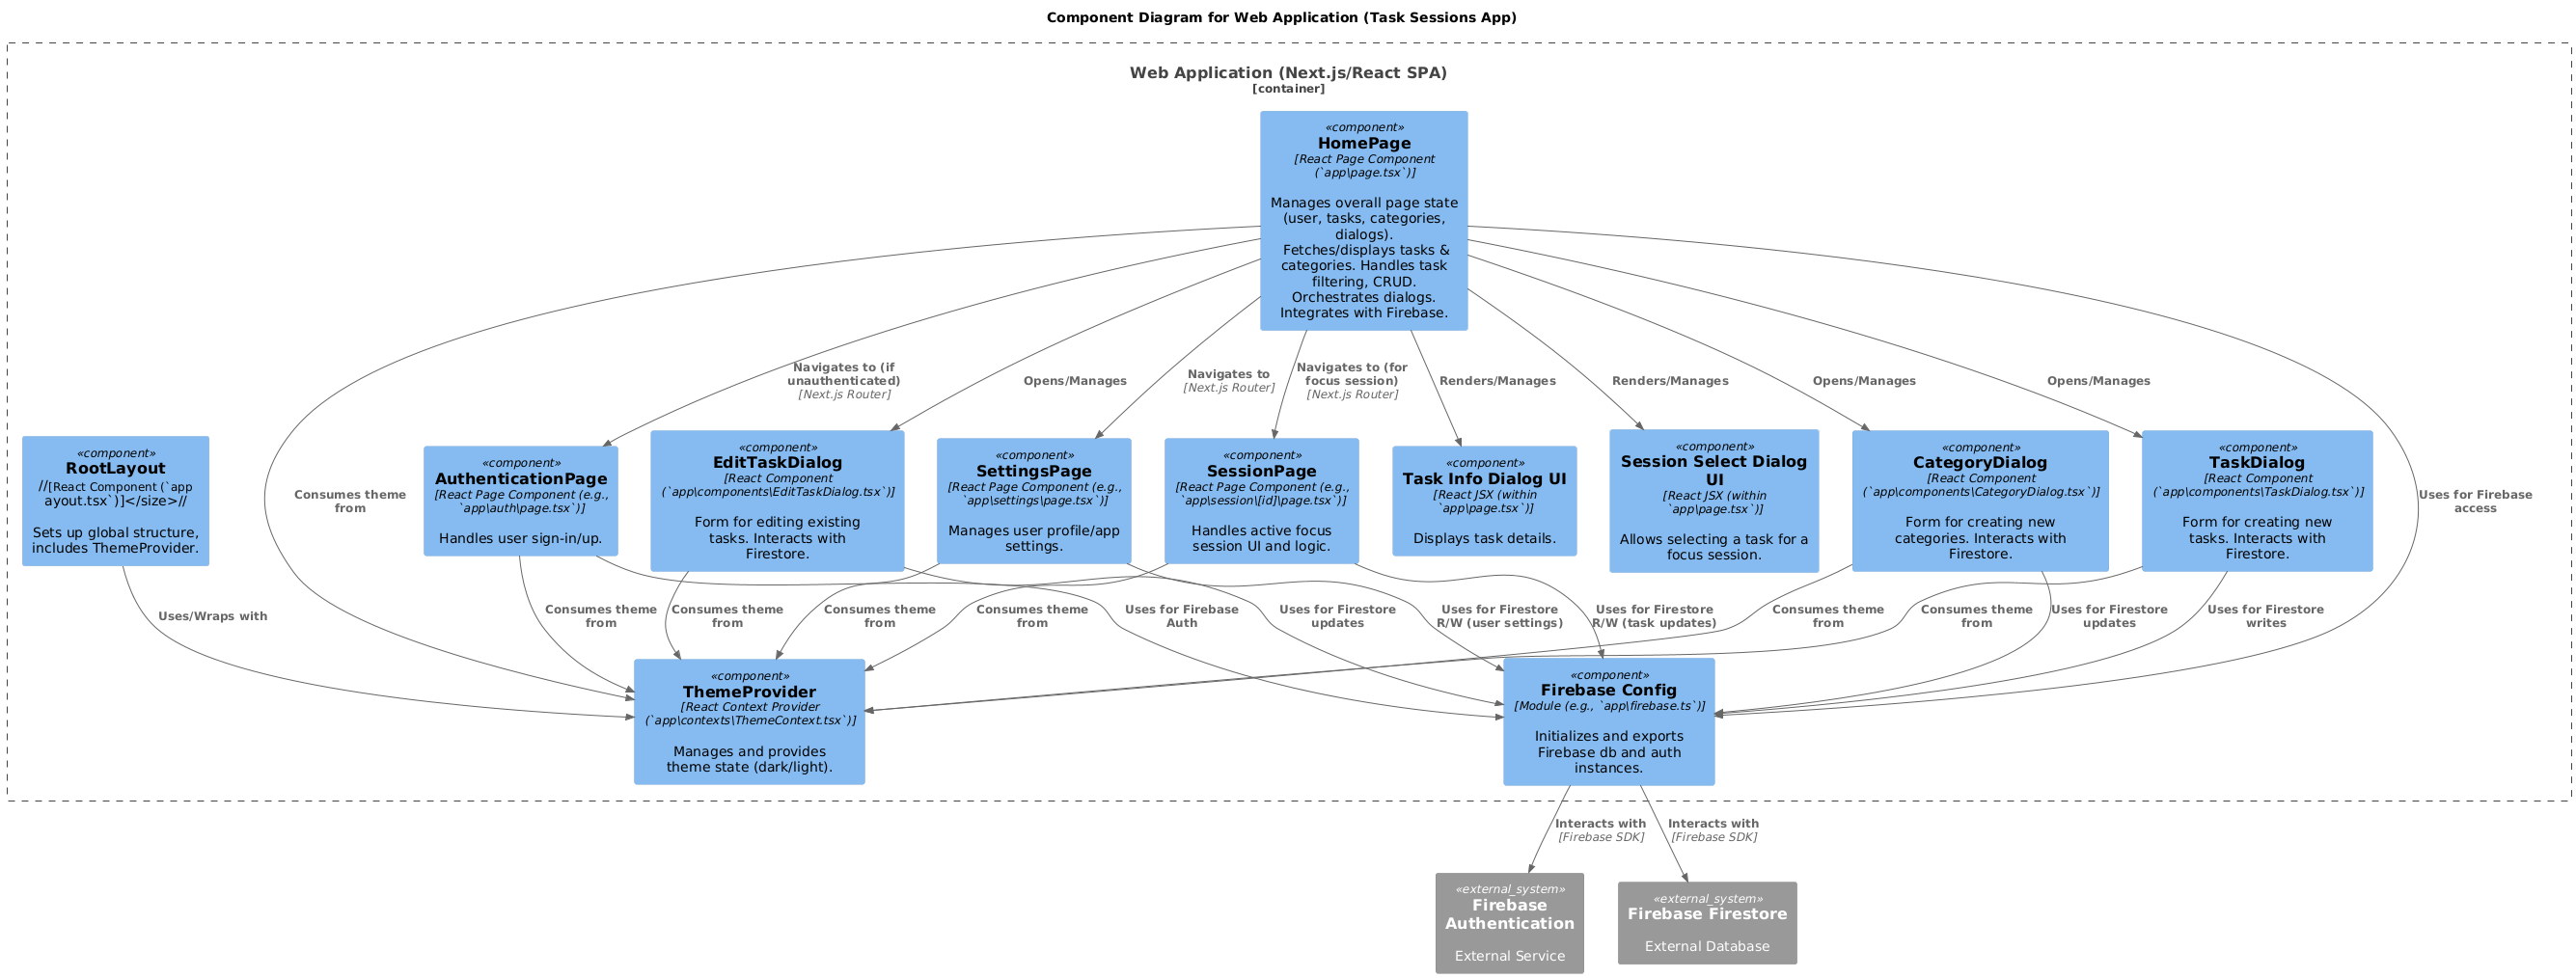 Component Diagram for Web Application (Task Sessions App)
Web Application (Next.js/React SPA)
[container]
«component»
HomePage
[React Page Component
(`app\page.tsx`)]
Manages overall page state
(user, tasks, categories,
dialogs).
Fetches/displays tasks &
categories. Handles task
filtering, CRUD.
Orchestrates dialogs.
Integrates with Firebase.
Navigates to (if
unauthenticated)
[Next.js Router]
Opens/Manages
Navigates to
[Next.js Router]
Navigates to (for
focus session)
[Next.js Router]
Renders/Manages
Renders/Manages
Opens/Manages
Opens/Manages
«component»
RootLayout
//[React Component (`app
ayout.tsx`)]</size>//
Sets up global structure,
includes ThemeProvider.
Consumes theme
from
«component»
AuthenticationPage
[React Page Component (e.g.,
`app\auth\page.tsx`)]
Handles user sign-in/up.
«component»
EditTaskDialog
[React Component
(`app\components\EditTaskDialog.tsx`)]
Form for editing existing
tasks. Interacts with
Firestore.
«component»
SettingsPage
[React Page Component (e.g.,
`app\settings\page.tsx`)]
Manages user profile/app
settings.
«component»
SessionPage
[React Page Component (e.g.,
`app\session\[id]\page.tsx`)]
Handles active focus
session UI and logic.
«component»
Task Info Dialog UI
[React JSX (within
`app\page.tsx`)]
Displays task details.
«component»
Session Select Dialog
UI
[React JSX (within
`app\page.tsx`)]
Allows selecting a task for a
focus session.
«component»
CategoryDialog
[React Component
(`app\components\CategoryDialog.tsx`)]
Form for creating new
categories. Interacts with
Firestore.
«component»
TaskDialog
[React Component
(`app\components\TaskDialog.tsx`)]
Form for creating new
tasks. Interacts with
Firestore.
Uses for Firebase
access
Uses/Wraps with
Consumes theme
from
Consumes theme
from
Consumes theme
from
Consumes theme
from
Uses for Firebase
Auth
Uses for Firestore
updates
Uses for Firestore
R/W (user settings)
Uses for Firestore
R/W (task updates)
Consumes theme
from
Consumes theme
from
Uses for Firestore
updates
Uses for Firestore
writes
«component»
ThemeProvider
[React Context Provider
(`app\contexts\ThemeContext.tsx`)]
Manages and provides
theme state (dark/light).
«component»
Firebase Config
[Module (e.g., `app\firebase.ts`)]
Initializes and exports
Firebase db and auth
instances.
Interacts with
[Firebase SDK]
Interacts with
[Firebase SDK]
«external_system»
Firebase
Authentication
External Service
«external_system»
Firebase Firestore
External Database